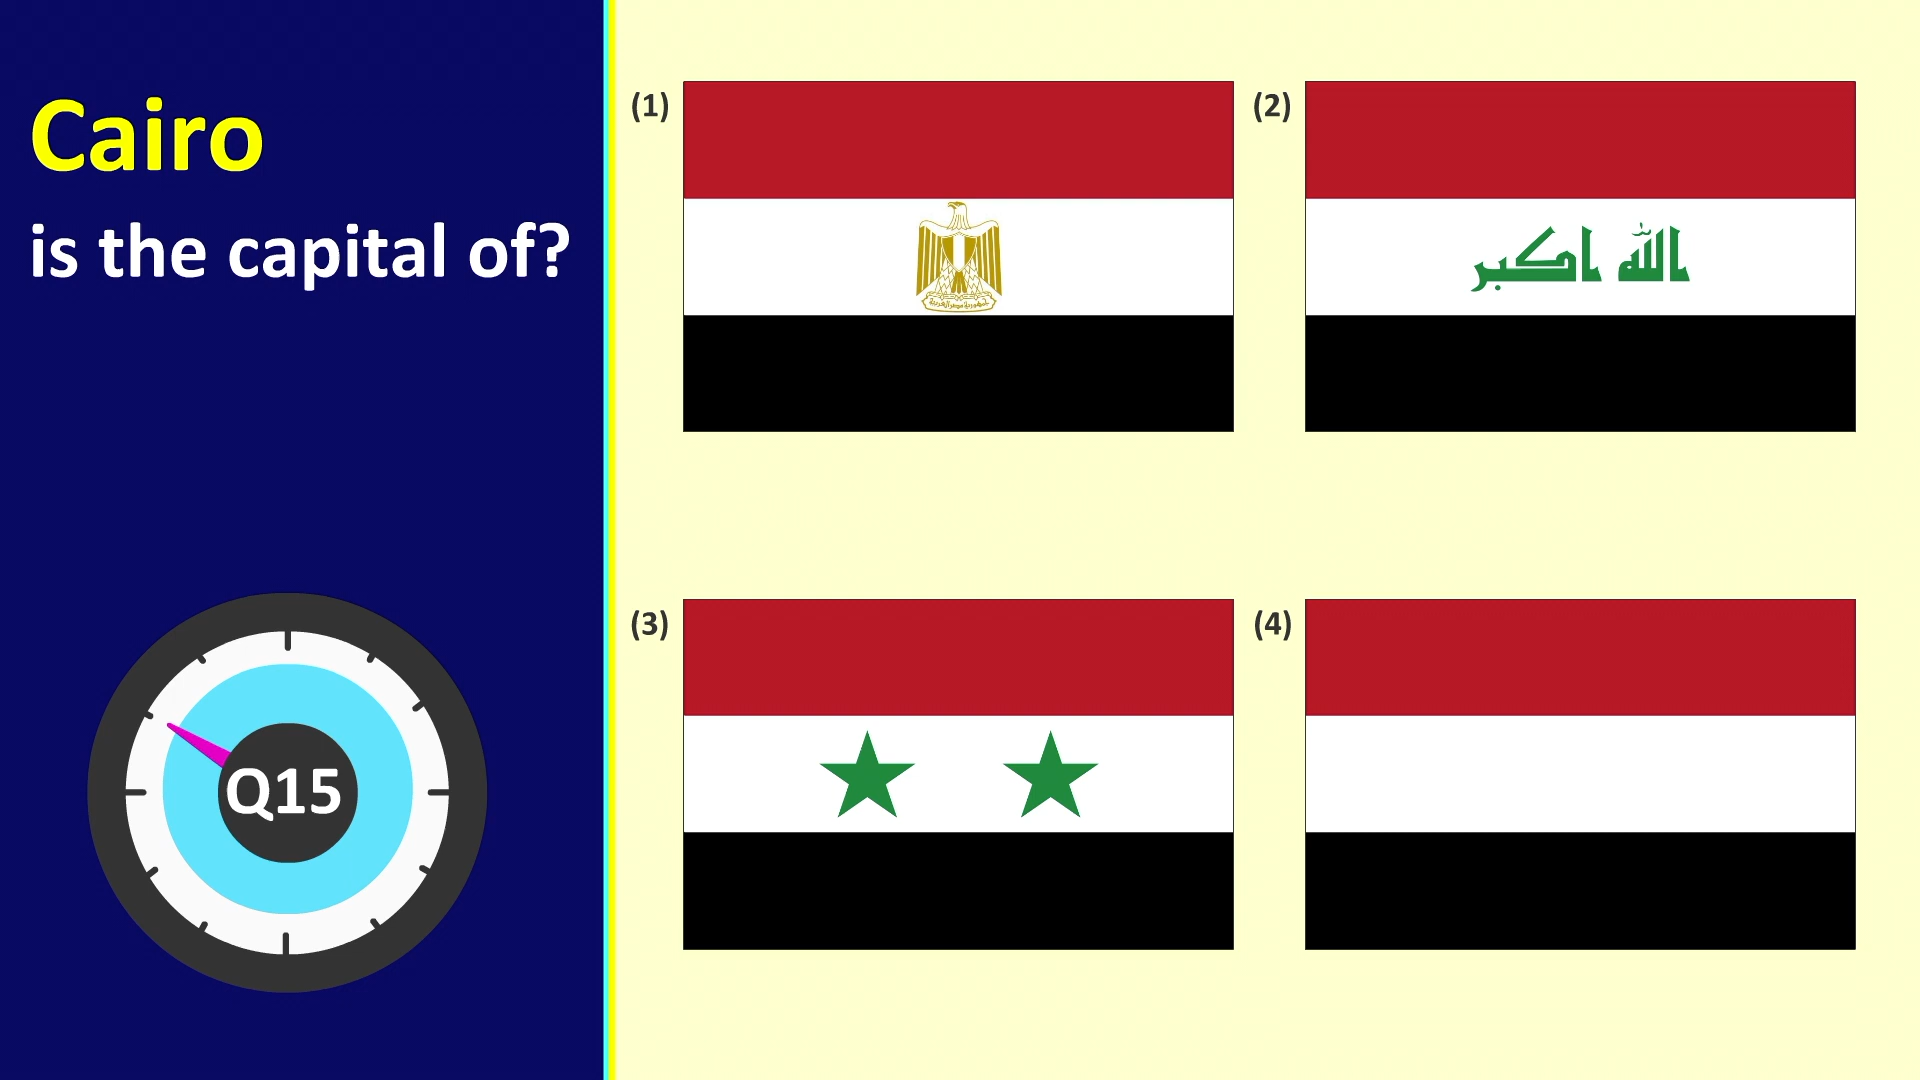 Cairo
is the capital of?
Q15
(1)
(2)
الله اكبر
(3)
(4)